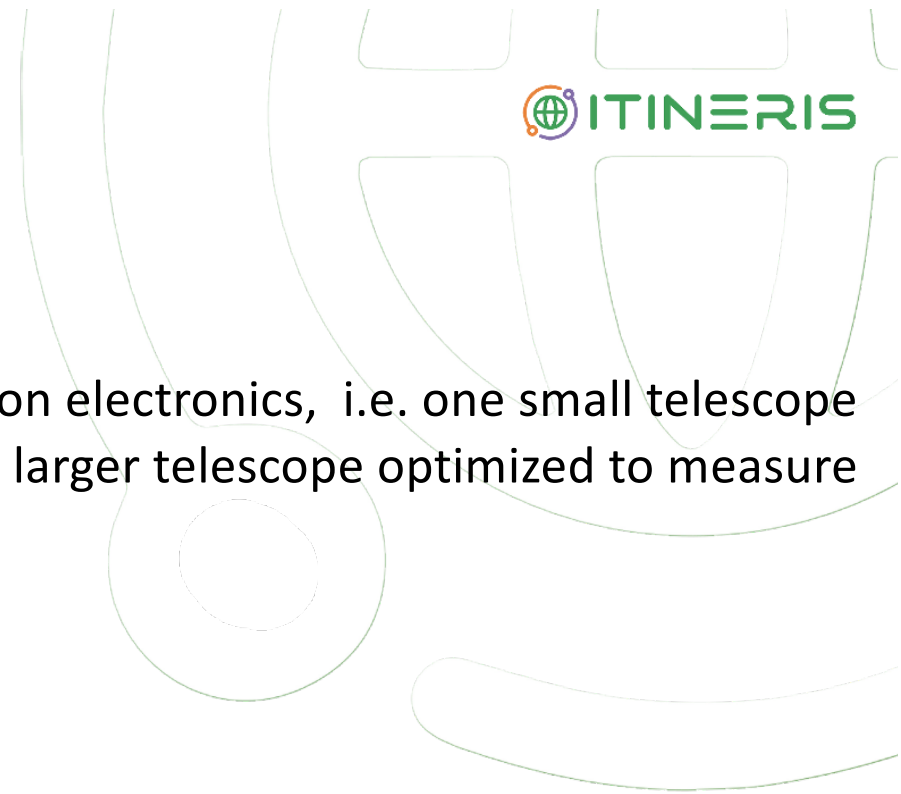 ITINERIS
on electronics,  i.e. one small telescope
larger telescope optimized to measure